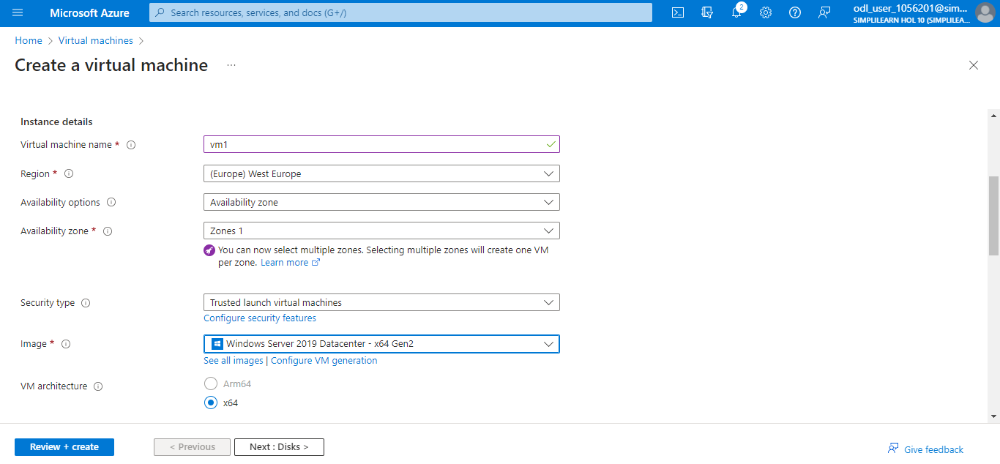 Microsoft Azure
Search resources, services, and docs (G+/)
2
odl_user_1056201@sim...
SIMPLILEARN HOL 10 (SIMPLILEA...
Home > Virtual machines >
Create a virtual machine ...
Instance details
Virtual machine name *
vm1
Region *
(Europe) West Europe
Availability options
Availability zone
Availability zone *
Zones 1
You can now select multiple zones. Selecting multiple zones will create one VM
per zone. Learn more
Security type
Trusted launch virtual machines
Configure security features
Image *
Windows Server 2019 Datacenter - x64 Gen2
See all images | Configure VM generation
VM architecture
Arm64
x64
Review + create
< Previous
Next : Disks >
Give feedback